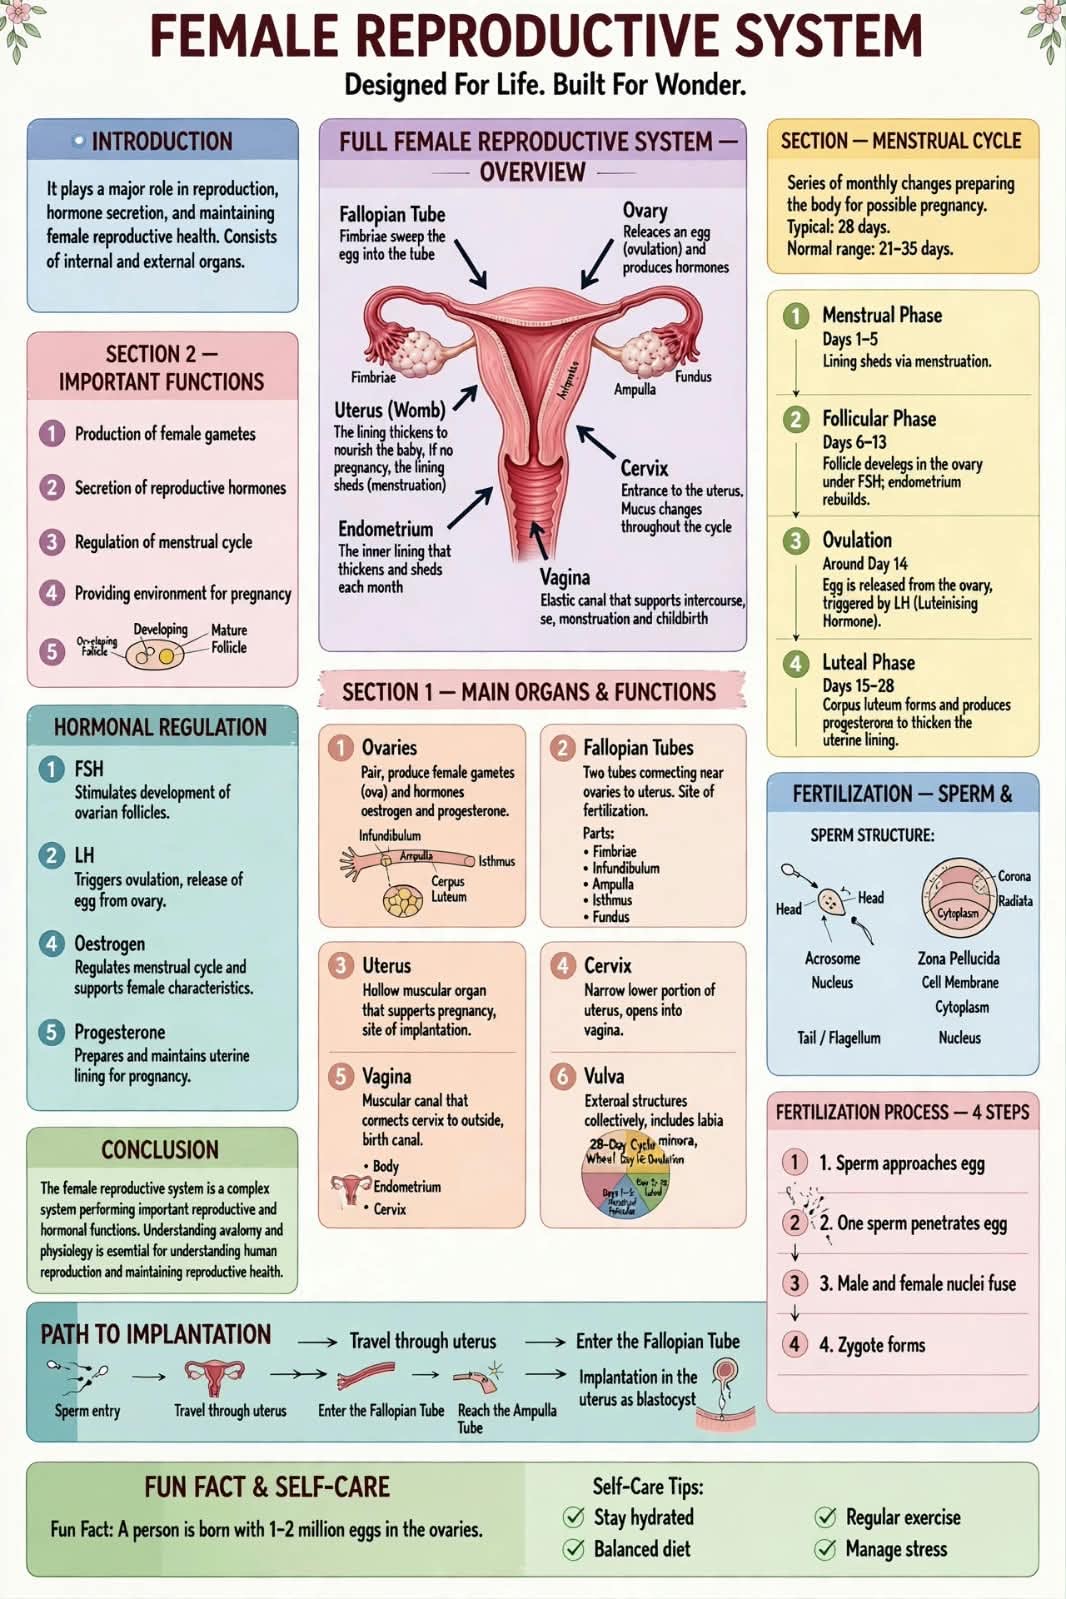 FEMALE REPRODUCTIVE SYSTEM
Designed For Life. Built For Wonder.
INTRODUCTION
It plays a major role in reproduction,
hormone secretion, and maintaining
female reproductive health. Consists
of internal and external organs.
SECTION 2 —
IMPORTANT FUNCTIONS
1 Production of female gametes
2 Secretion of reproductive hormones
3 Regulation of menstrual cycle
4 Providing environment for pregnancy
5
Developing
Mature
Follicle
HORMONAL REGULATION
1 FSH
Stimulates development of
ovarian follicles.
2 LH
Triggers ovulation, release of
egg from ovary.
4 Oestrogen
Regulates menstrual cycle and
supports female characteristics.
5 Progesterone
Prepares and maintains uterine
lining for pregnancy.
CONCLUSION
The female reproductive system is a complex
system performing important reproductive and
hormonal functions. Understanding avalomy and
physiology is esemtial for understanding human
reproduction and maintaining reproductive health.
FULL FEMALE REPRODUCTIVE SYSTEM —
OVERVIEW
Fallopian Tube
Fimbriae sweep the
egg into the tube
Ovary
Releaces an egg
(ovulation) and
produces hormones
Fimbriae
Ampulla
Fundus
Uterus (Womb)
The lining thickens to
nourish the baby, If no
pregnancy, the lining
sheds (menstruation)
Cervix
Entrance to the uterus,
Mucus changes
throughout the cycle
Endometrium
The inner lining that
thickens and sheds
each month
Vagina
Elastic canal that supports intercourse,
se, monstruation and childbirth
SECTION 1 — MAIN ORGANS & FUNCTIONS
1 Ovaries
Pair, produce female gametes
(ova) and hormones
oestrogen and progesterone.
Infundibulum
Ampulla
Isthmus
Cerpus
Luteum
2 Fallopian Tubes
Two tubes comnecting near
ovaries to uterus. Site of
fertilization.
Parts:
• Fimbriae
• Infundibulum
• Ampulla
• Isthmus
• Fundus
3 Uterus
Hollow muscular organ
that supports pregnancy,
site of implantation.
4 Cervix
Narrow lower portion of
uterus, opens into
vagina.
5 Vagina
Muscular canal that
cormects cervix to outside,
birth canal.
• Body
Endometrium
• Cervix
6 Vulva
Exteroal structures
collectively, includes labia
minora,
28-Day Cycle
SECTION — MENSTRUAL CYCLE
Series of monthly changes preparing
the body for possible pregnancy.
Typical: 28 days.
Normal range: 21–35 days.
1 Menstrual Phase
Days 1–5
Lining sheds via menstruation.
2 Follicular Phase
Days 6–13
Follicle develegs in the ovary
under FSH; endometrium
rebuilds.
3 Ovulation
Around Day 14
Egg is released from the ovary,
triggered by LH (Luteinising
Hormone).
4 Luteal Phase
Days 15–28
Corpus luteum forms and produces
progesterona to thicken the
uterine lining.
FERTILIZATION — SPERM &
SPERM STRUCTURE:
Head
Head
Corona
Radiata
Cytoplasm
Acrosome
Zona Pellucida
Nucleus
Cell Membrane
Cytoplasm
Tail / Flagellum
Nucleus
FERTILIZATION PROCESS — 4 STEPS
1 1. Sperm approaches egg
2 2. One sperm penetrates egg
3 3. Male and female nuclei fuse
4 4. Zygote forms
PATH TO IMPLANTATION
Travel through uterus
Enter the Fallopian Tube
Sperm entry
Travel through uterus
Enter the Fallopian Tube
Reach the Ampulla
Tube
Implantation in the
uterus as blastocyst
FUN FACT & SELF-CARE
Fun Fact: A person is born with 1–2 million eggs in the ovaries.
Self-Care Tips:
Stay hydrated
Regular exercise
Balanced diet
Manage stress